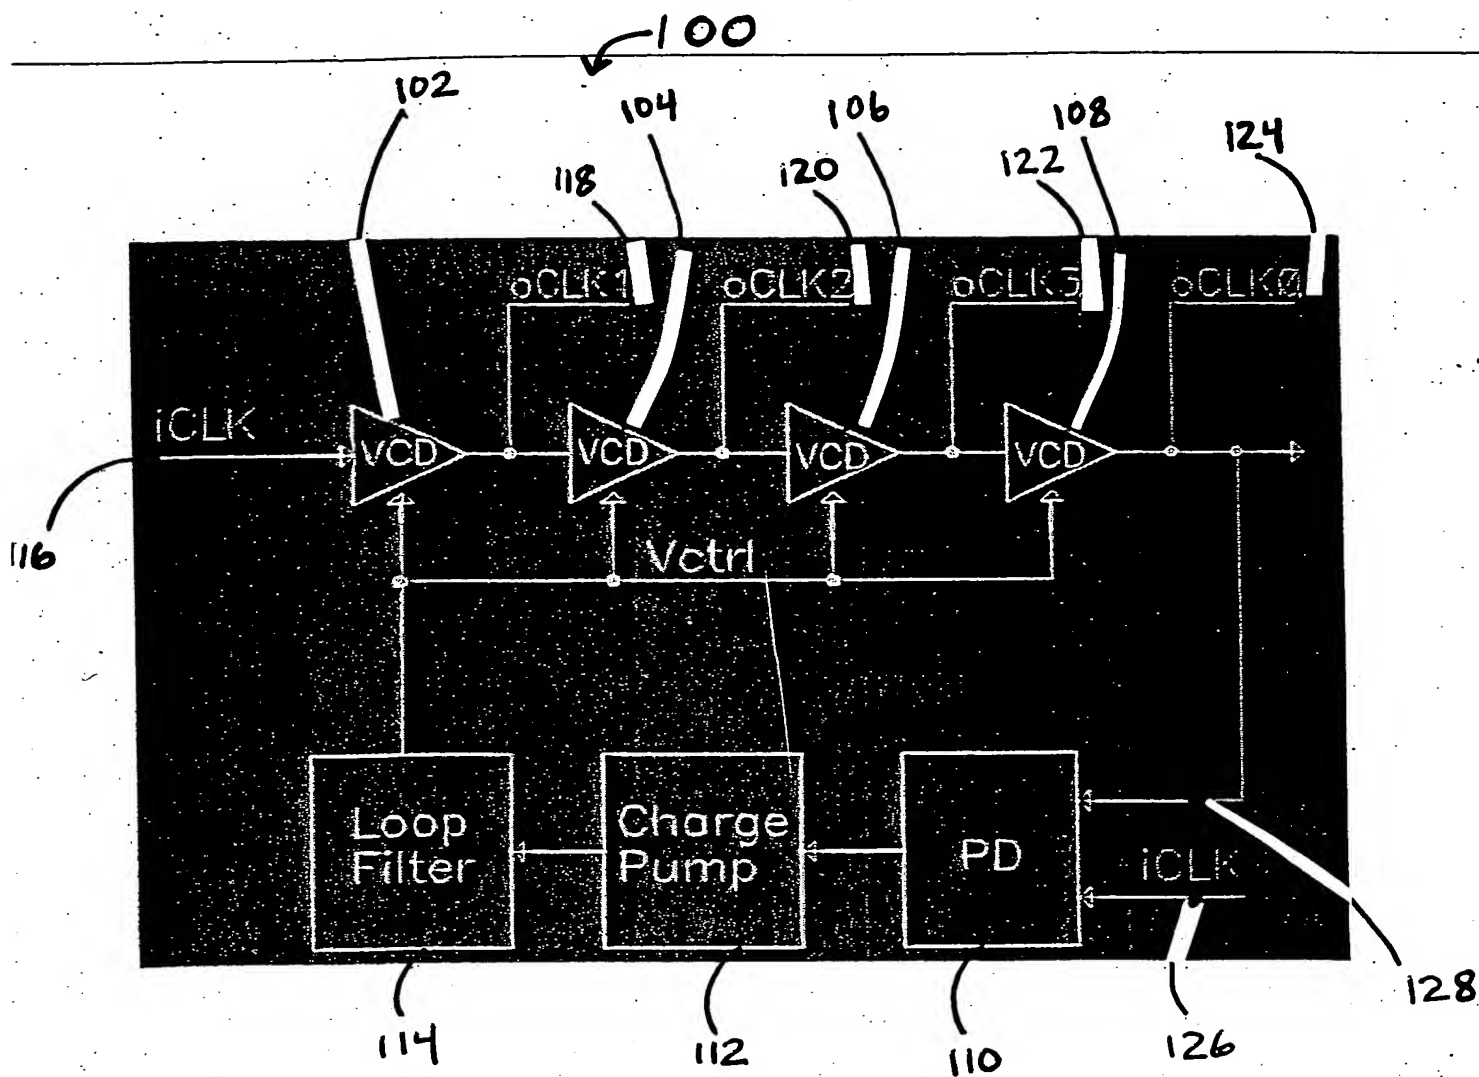 100
102
104
106
108
124
118
120
122
oCLK1
oCLK2
oCLK3
oCLK0
iCLK
VCD
VCD
VCD
VCD
116
Vctrl
Loop
Filter
Charge
Pump
PD
iCLK
128
114
112
110
126